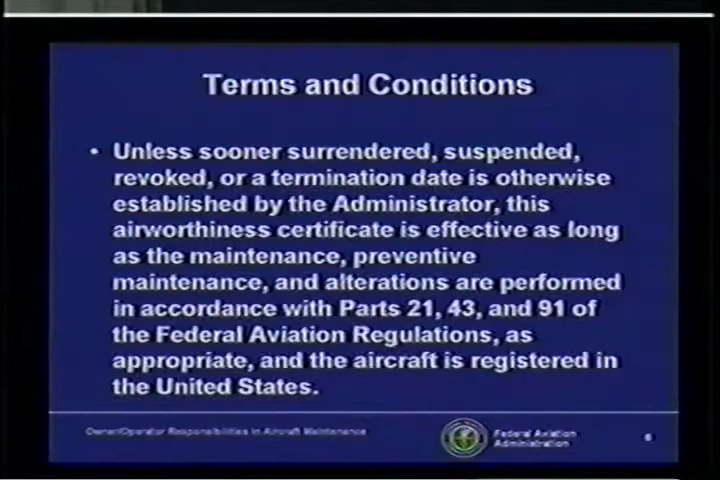 Terms and Conditions
• Unless sooner surrendered, suspended,
revoked, or a termination date is otherwise
established by the Administrator, this
airworthiness certificate is effective as long
as the maintenance, preventive
maintenance, and alterations are performed
in accordance with Parts 21, 43, and 91 of
the Federal Aviation Regulations, as
appropriate, and the aircraft is registered in
the United States.
Owner/Operator Responsibilities in Aircraft Maintenance
Federal Aviation
Administration
6